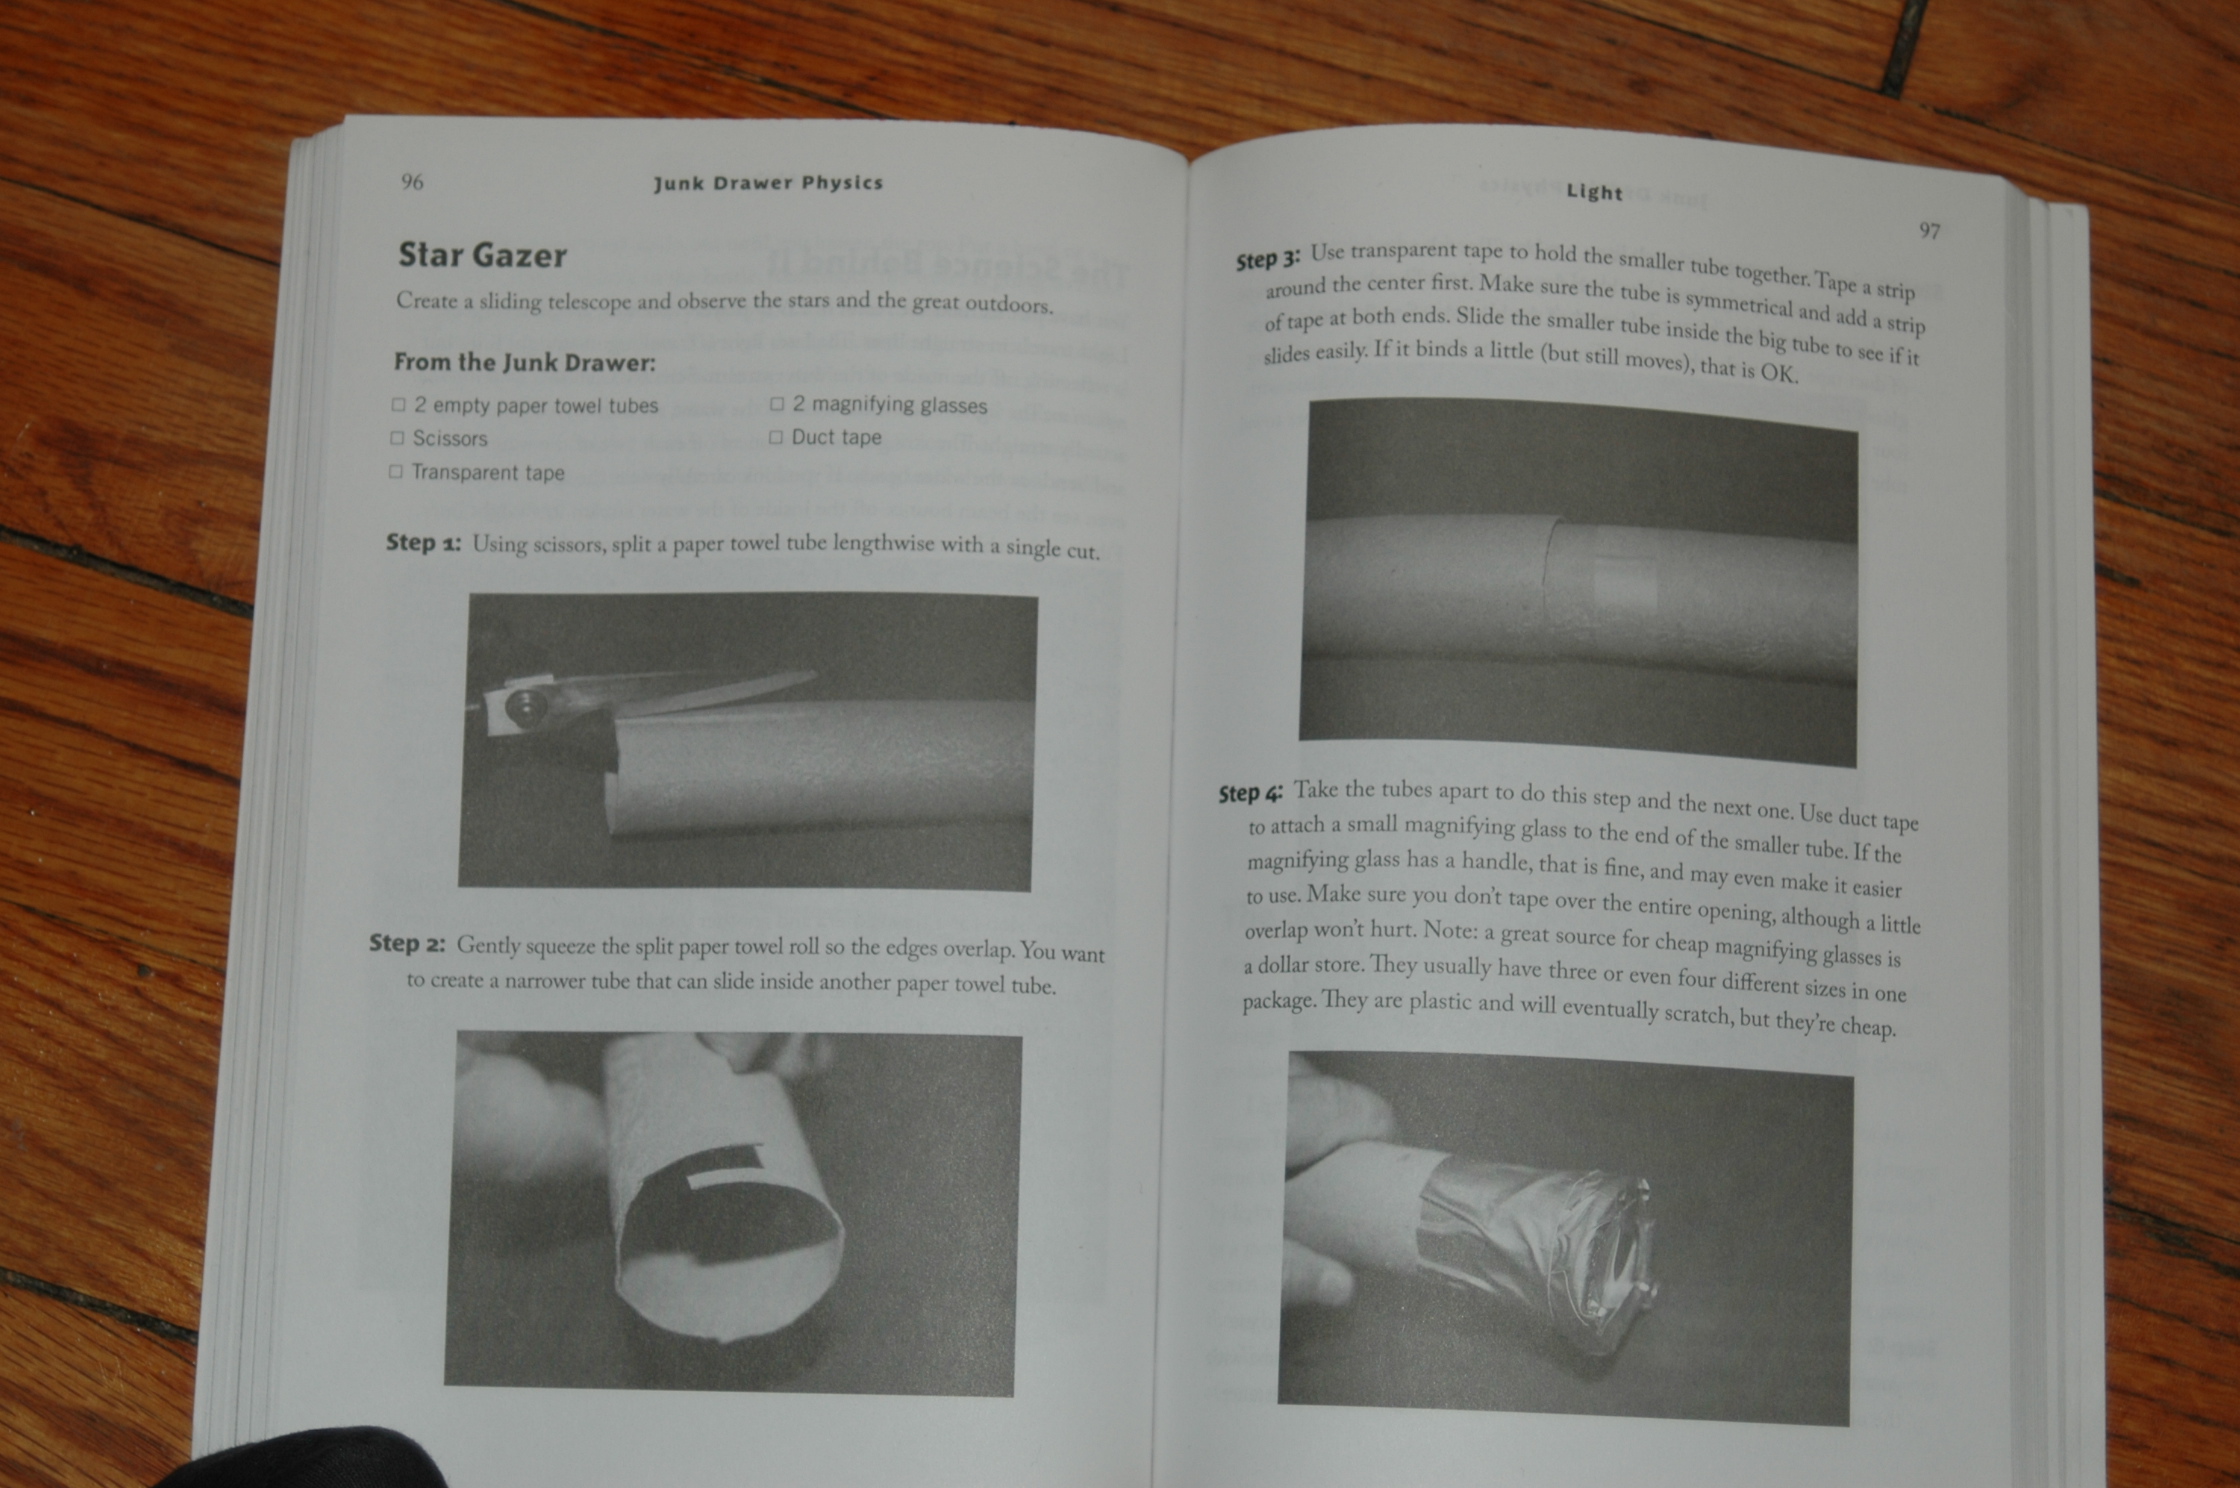 96
Junk Drawer Physics
Star Gazer
Create a sliding telescope and observe the stars and the great outdoors.
From the Junk Drawer:
☐ 2 empty paper towel tubes
☐ Scissors
☐ Transparent tape
☐ 2 magnifying glasses
☐ Duct tape
Step 1: Using scissors, split a paper towel tube lengthwise with a single cut.
Step 2: Gently squeeze the split paper towel roll so the edges overlap. You want
to create a narrower tube that can slide inside another paper towel tube.
Light
97
Step 3: Use transparent tape to hold the smaller tube together. Tape a strip
around the center first. Make sure the tube is symmetrical and add a strip
of tape at both ends. Slide the smaller tube inside the big tube to see if it
slides easily. If it binds a little (but still moves), that is OK.
Step 4: Take the tubes apart to do this step and the next one. Use duct tape
to attach a small magnifying glass to the end of the smaller tube. If the
magnifying glass has a handle, that is fine, and may even make it easier
to use. Make sure you don't tape over the entire opening, although a little
overlap won't hurt. Note: a great source for cheap magnifying glasses is
a dollar store. They usually have three or even four different sizes in one
package. They are plastic and will eventually scratch, but they're cheap.